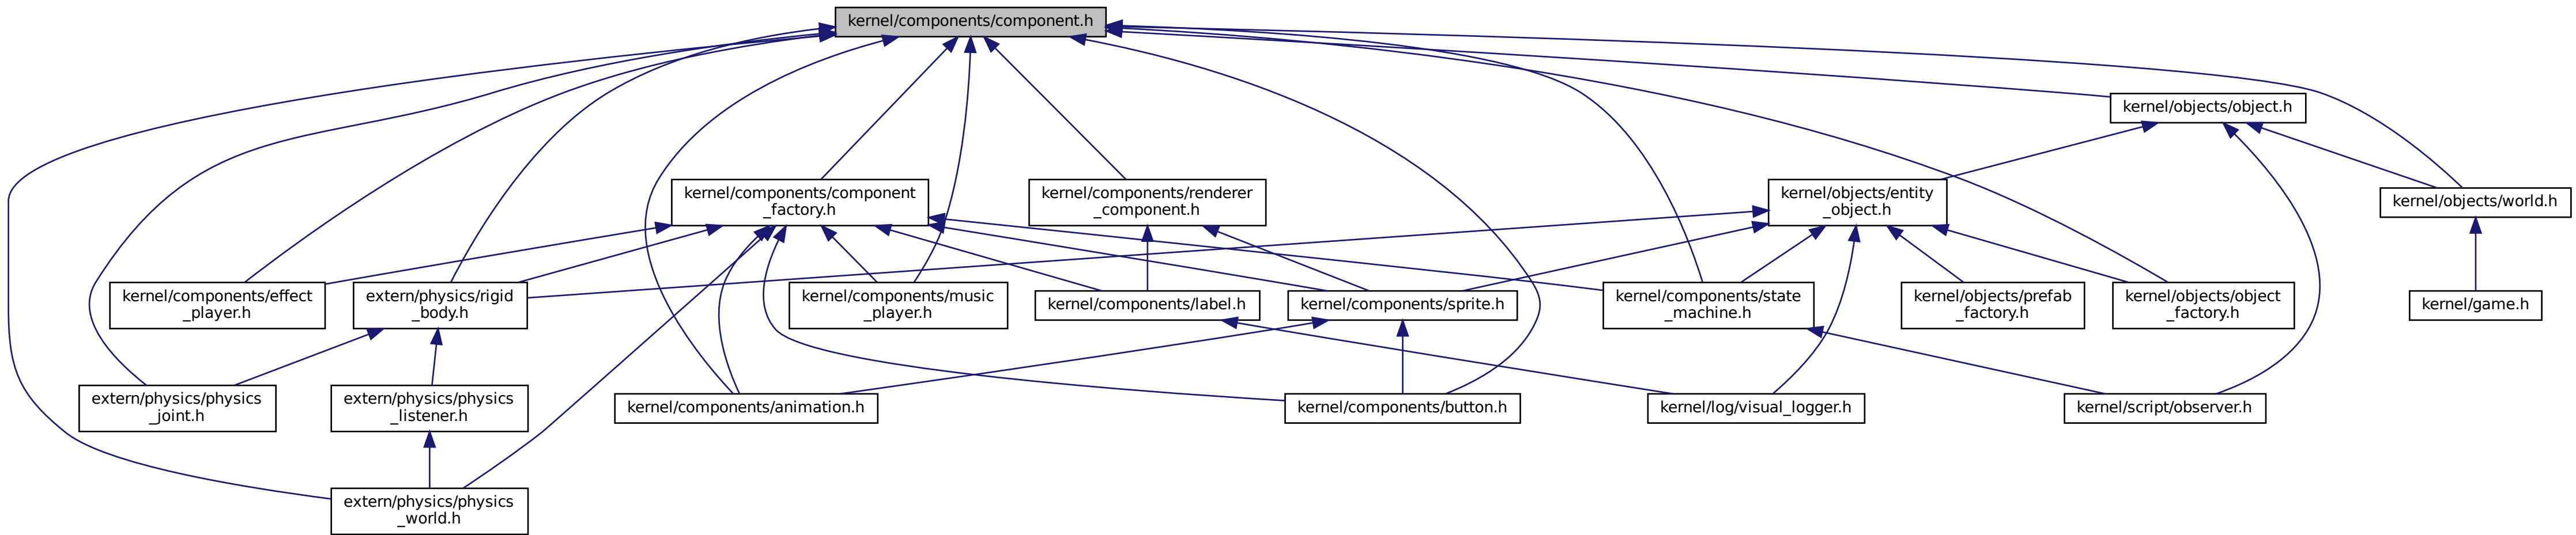 kernel/components/component.h
kernel/objects/object.h
kernel/components/component
_factory.h
kernel/components/renderer
_component.h
kernel/objects/entity
_object.h
kernel/objects/world.h
kernel/components/effect
_player.h
extern/physics/rigid
_body.h
kernel/components/music
_player.h
kernel/components/label.h
kernel/components/sprite.h
kernel/components/state
_machine.h
kernel/objects/prefab
_factory.h
kernel/objects/object
_factory.h
kernel/game.h
extern/physics/physics
_joint.h
extern/physics/physics
_listener.h
kernel/components/animation.h
kernel/components/button.h
kernel/log/visual_logger.h
kernel/script/observer.h
extern/physics/physics
_world.h